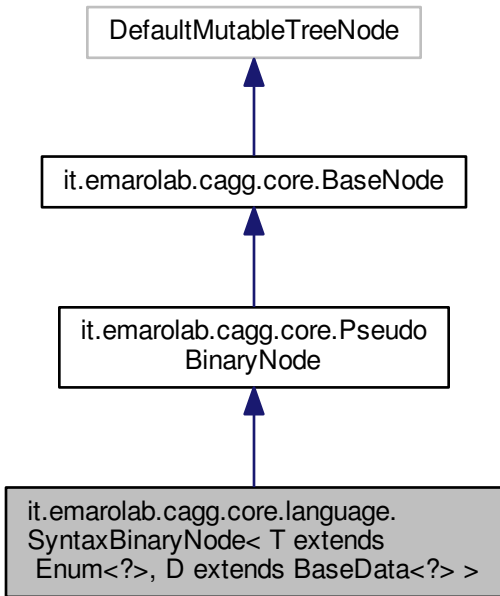 DefaultMutableTreeNode
it.emarolab.cagg.core.BaseNode
it.emarolab.cagg.core.Pseudo
BinaryNode
it.emarolab.cagg.core.language.
SyntaxBinaryNode< T extends
Enum<?>, D extends BaseData<?> >